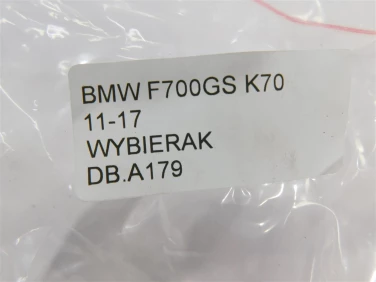 BMW F700GS K70
11-17
WYBIERAK
DB.A179